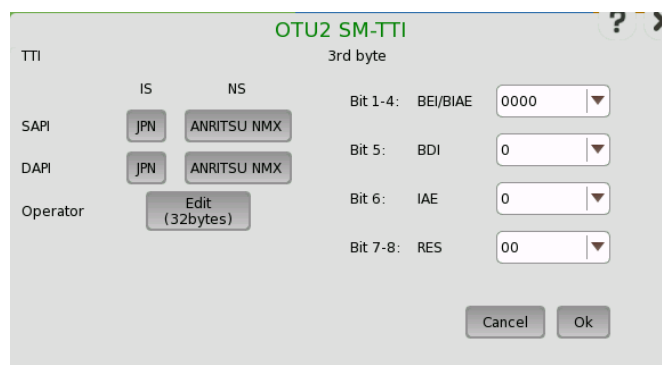 OTU2 SM-TTI
?
TTI
3rd byte
IS NS
SAPI JPN ANRITSU NMX
DAPI JPN ANRITSU NMX
Operator Edit
(32bytes)
Bit 1-4: BEI/BIAE 0000
Bit 5: BDI 0
Bit 6: IAE 0
Bit 7-8: RES 00
Cancel Ok